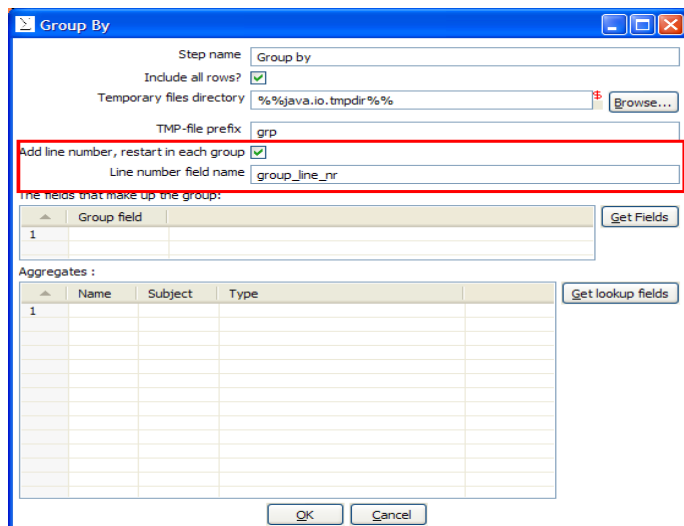 Group By
Step name Group by
Include all rows?
Temporary files directory %%java.io.tmpdir%% $ Browse...
TMP-file prefix grp
Add line number, restart in each group
Line number field name group_line_nr
The fields that make up the group:
Group field Get Fields
1
Aggregates :
Name Subject Type Get lookup fields
1
OK Cancel